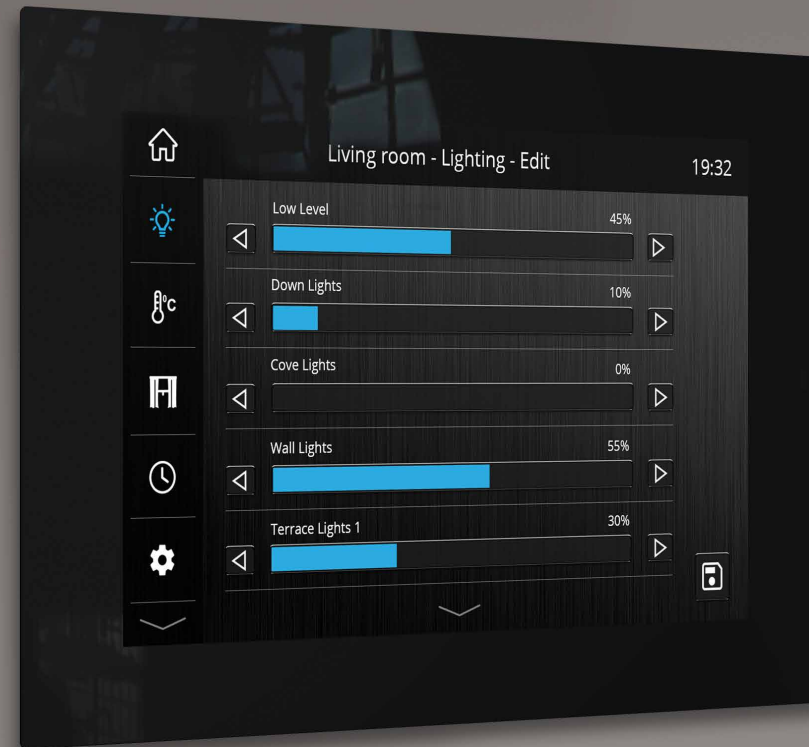 Living room - Lighting - Edit
19:32
Low Level
45%
Down Lights
10%
°C
Cove Lights
0%
Wall Lights
55%
Terrace Lights 1
30%